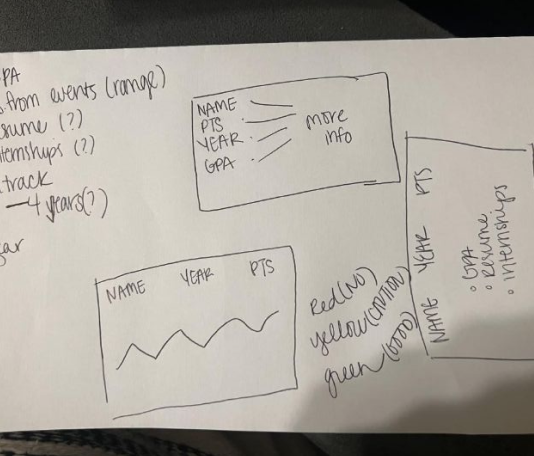 PA
from events (range)
sume (?)
ternships (?)
track
—4 years(?)
ar
NAME
PTS
YEAR
GPA
more
info
NAME YEAR PTS
Red(NO)
yellow(CAUTION)
green(GOOD)
NAME YEAR PTS
• GPA
• Resume
• internships